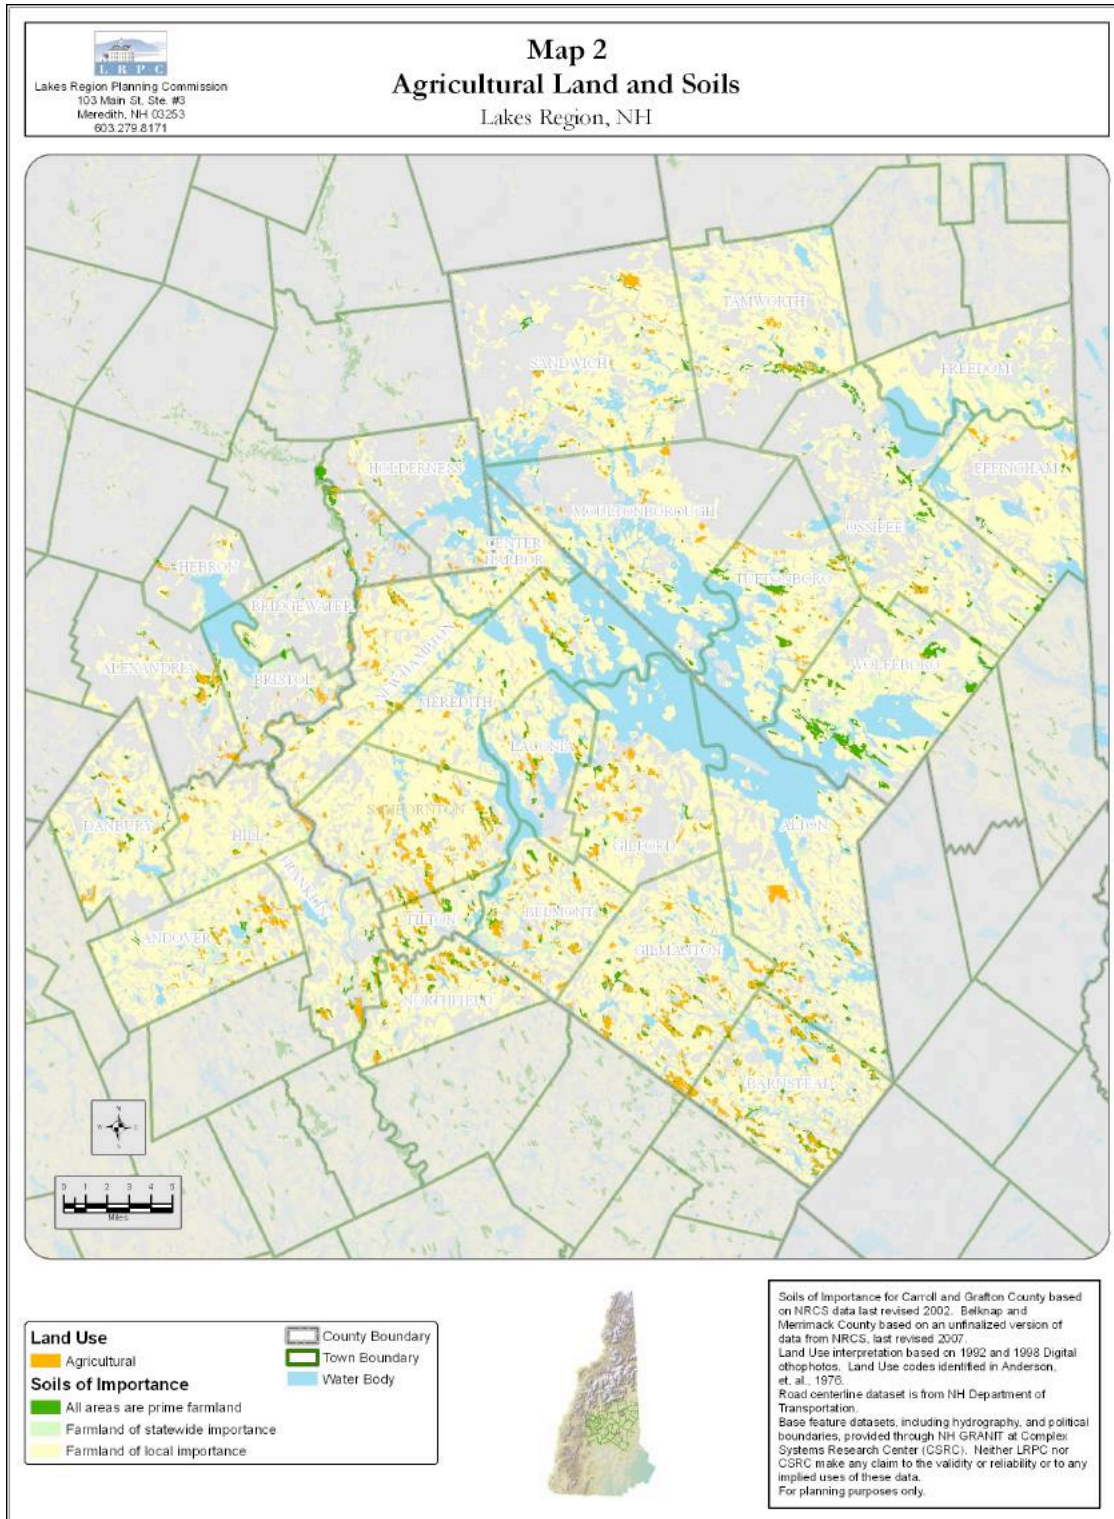 L R P C
Lakes Region Planning Commission
103 Main St, Ste. #3
Meredith, NH 03253
603.279.8171
Map 2
Agricultural Land and Soils
Lakes Region, NH
TAMWORTH
SANDWICH
FREEDOM
HOLDERNESS
EFFINGHAM
MOULTONBOROUGH
OSSIPEE
CENTER
HARBOR
HEBRON
TUFTONBORO
BRIDGEWATER
ALEXANDRIA
BRISTOL
NEW HAMPTON
WOLFEBORO
MEREDITH
LACONIA
SANBORNTON
DANBURY
HILL
GILFORD
ALTON
FRANKLIN
TILTON
BELMONT
ANDOVER
GILMANTON
NORTHFIELD
BARNSTEAD
N
W E
S
0 1 2 3 4 5
Miles
Land Use
Agricultural
Soils of Importance
All areas are prime farmland
Farmland of statewide importance
Farmland of local importance
County Boundary
Town Boundary
Water Body
Soils of Importance for Carroll and Grafton County based
on NRCS data last revised 2002. Belknap and
Merrimack County based on an unfinalized version of
data from NRCS, last revised 2007.
Land Use interpretation based on 1992 and 1998 Digital
othophotos. Land Use codes identified in Anderson,
et. al., 1976.
Road centerline dataset is from NH Department of
Transportation.
Base feature datasets, including hydrography, and political
boundaries, provided through NH GRANIT at Complex
Systems Research Center (CSRC). Neither LRPC nor
CSRC make any claim to the validity or reliability or to any
implied uses of these data.
For planning purposes only.